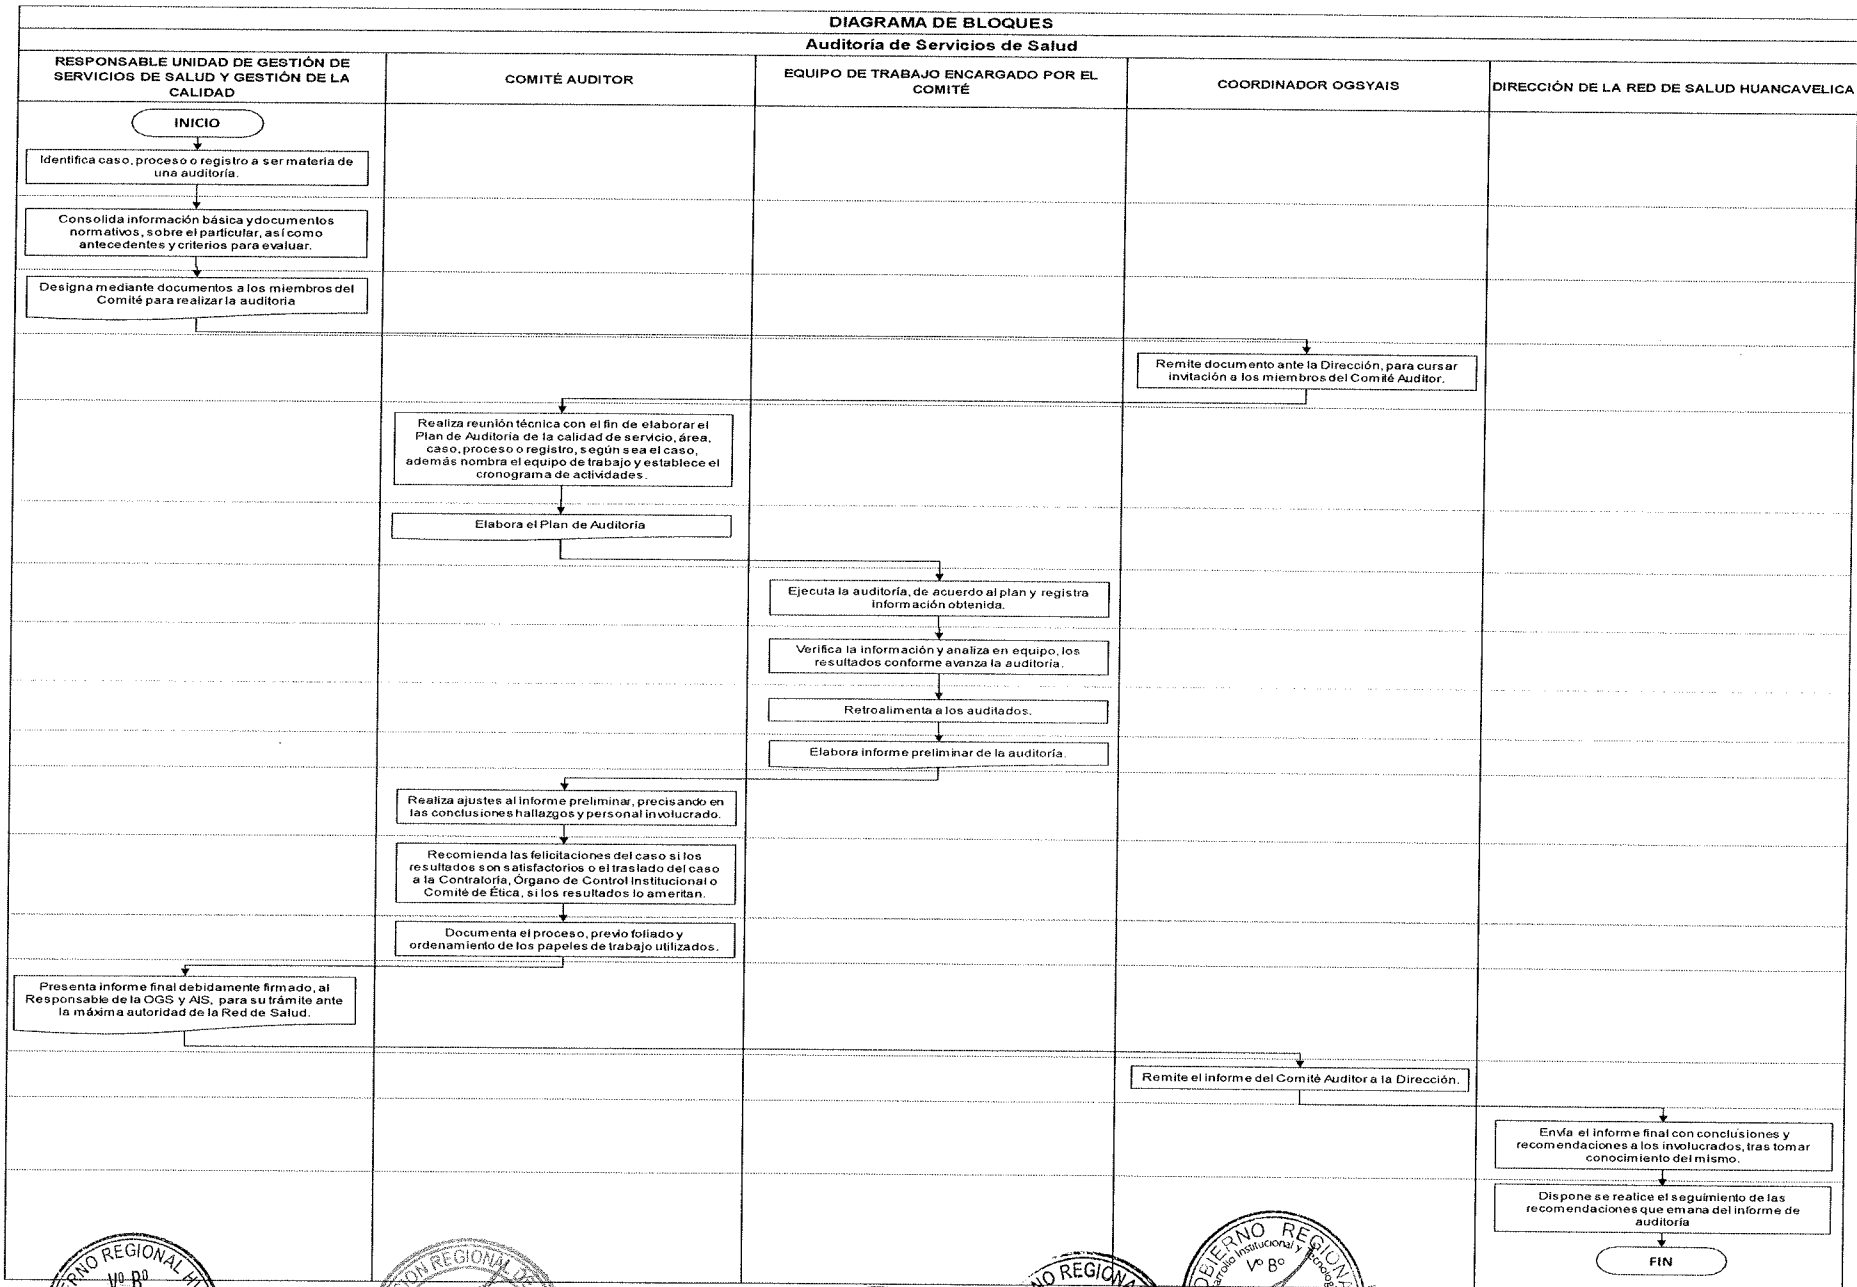 DIAGRAMA DE BLOQUES
Auditoría de Servicios de Salud
RESPONSABLE UNIDAD DE GESTIÓN DE
SERVICIOS DE SALUD Y GESTIÓN DE LA
CALIDAD
COMITÉ AUDITOR
EQUIPO DE TRABAJO ENCARGADO POR EL
COMITÉ
COORDINADOR OGSYAIS
DIRECCIÓN DE LA RED DE SALUD HUANCAVELICA
INICIO
Identifica caso, proceso o registro a ser materia de
una auditoría.
Consolida información básica y documentos
normativos, sobre el particular, así como
antecedentes y criterios para evaluar.
Designa mediante documentos a los miembros del
Comité para realizar la auditoria
Remite documento ante la Dirección, para cursar
invitación a los miembros del Comité Auditor.
Realiza reunión técnica con el fin de elaborar el
Plan de Auditoría de la calidad de servicio, área,
caso, proceso o registro, según sea el caso,
además nombra el equipo de trabajo y establece el
cronograma de actividades.
Elabora el Plan de Auditoría
Ejecuta la auditoría, de acuerdo al plan y registra
información obtenida.
Verifica la información y analiza en equipo, los
resultados conforme avanza la auditoría.
Retroalimenta a los auditados.
Elabora informe preliminar de la auditoría.
Realiza ajustes al informe preliminar, precisando en
las conclusiones hallazgos y personal involucrado.
Recomienda las felicitaciones del caso si los
resultados son satisfactorios o el traslado del caso
a la Contraloría, Órgano de Control Institucional o
Comité de Ética, si los resultados lo ameritan.
Documenta el proceso, previo foliado y
ordenamiento de los papeles de trabajo utilizados.
Presenta informe final debidamente firmado, al
Responsable de la OGS y AIS, para su trámite ante
la máxima autoridad de la Red de Salud.
Remite el informe del Comité Auditor a la Dirección.
Envía el informe final con conclusiones y
recomendaciones a los involucrados, tras tomar
conocimiento del mismo.
Dispone se realice el seguimiento de las
recomendaciones que emana del informe de
auditoría
FIN
REGIONAL
Vº Bº
REGIONAL DE
REGIONAL
REGIONAL
Institucional y
Vº Bº